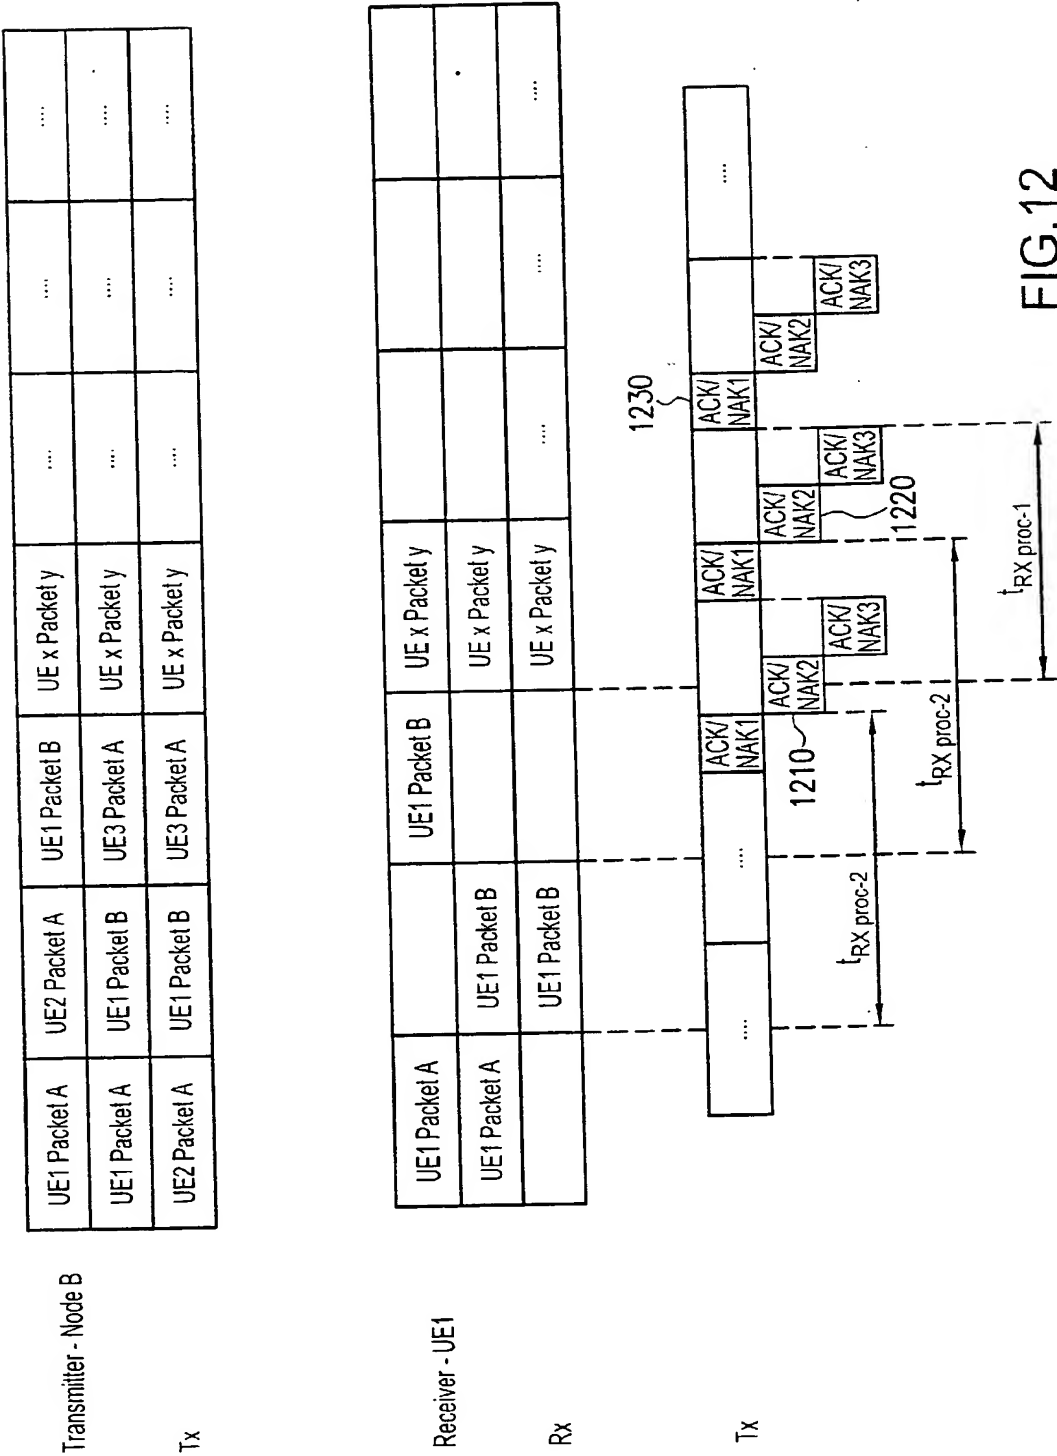 Transmitter - Node B
Tx
UE1 Packet A
UE2 Packet A
UE1 Packet B
UE x Packet y
....
....
....
UE1 Packet A
UE1 Packet B
UE3 Packet A
UE x Packet y
....
....
....
UE2 Packet A
UE1 Packet B
UE3 Packet A
UE x Packet y
....
....
....
Receiver - UE1
Rx
UE1 Packet A
UE1 Packet B
UE x Packet y
UE1 Packet A
UE1 Packet B
UE x Packet y
UE1 Packet B
UE x Packet y
....
....
....
Tx
....
....
ACK/
NAK1
ACK/
NAK1
ACK/
NAK1
....
1230
1210
ACK/
NAK2
ACK/
NAK2
ACK/
NAK2
1220
ACK/
NAK3
ACK/
NAK3
ACK/
NAK3
tRX proc-2
tRX proc-2
tRX proc-1
FIG.12